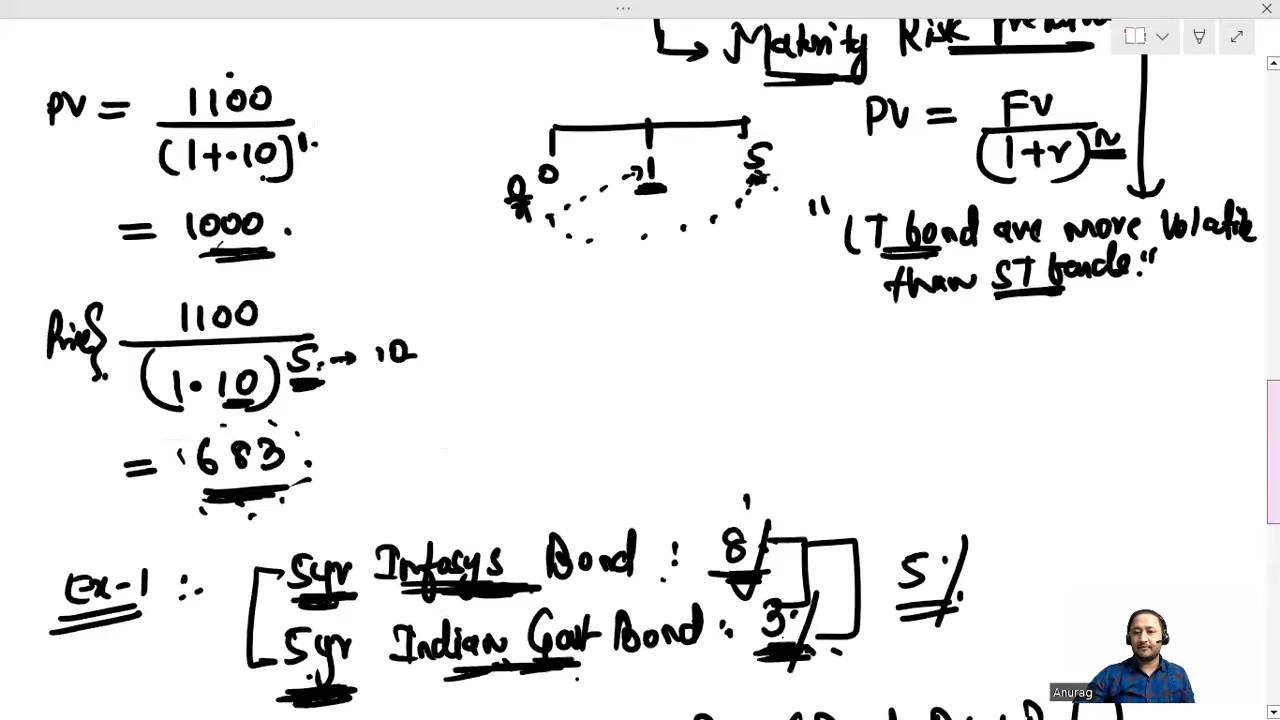 Maturity Risk Premium
PV = 1100 / (1+.10)^1
= 1000
0 1 5
PV = FV / (1+r)^n
"LT bond are more volatile
than ST bonds."
Price} 1100 / (1.10)^5 → 10
= 683
Ex-1 :- 5yr Infosys Bond : 8%
5yr Indian Govt Bond : 3%
5%
Anurag